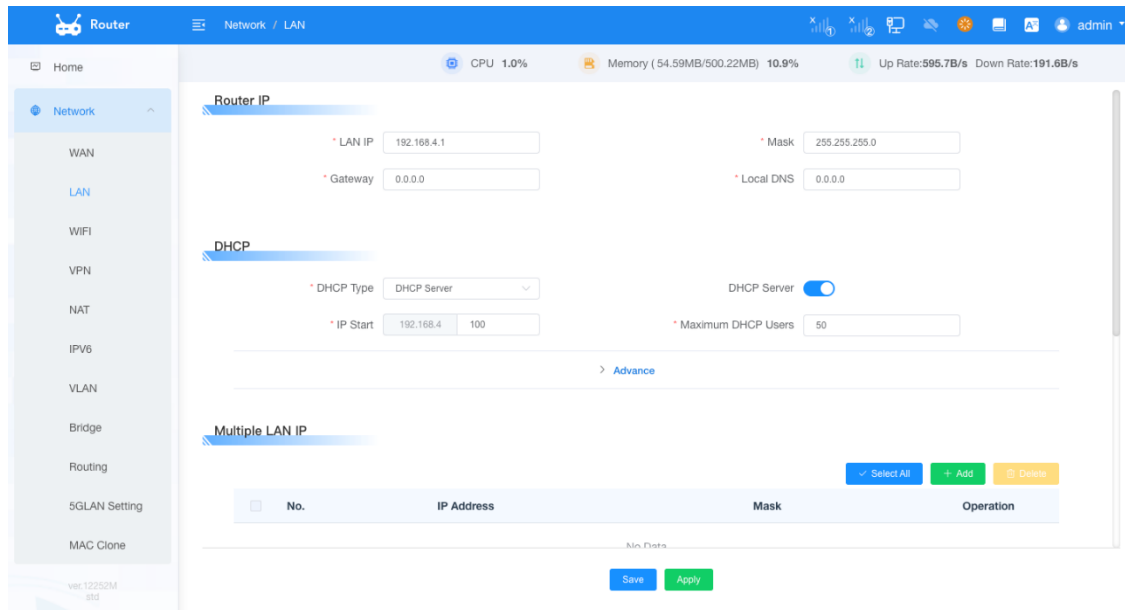 Router
Network / LAN
admin
Home
CPU 1.0%
Memory ( 54.59MB/500.22MB) 10.9%
Up Rate:595.7B/s Down Rate:191.6B/s
Network
WAN
LAN
WIFI
VPN
NAT
IPV6
VLAN
Bridge
Routing
5GLAN Setting
MAC Clone
ver.12252M
std
Router IP
* LAN IP 192.168.4.1
* Mask 255.255.255.0
* Gateway 0.0.0.0
* Local DNS 0.0.0.0
DHCP
* DHCP Type DHCP Server
DHCP Server
* IP Start 192.168.4 100
* Maximum DHCP Users 50
Advance
Multiple LAN IP
Select All + Add Delete
No. IP Address Mask Operation
No Data
Save Apply